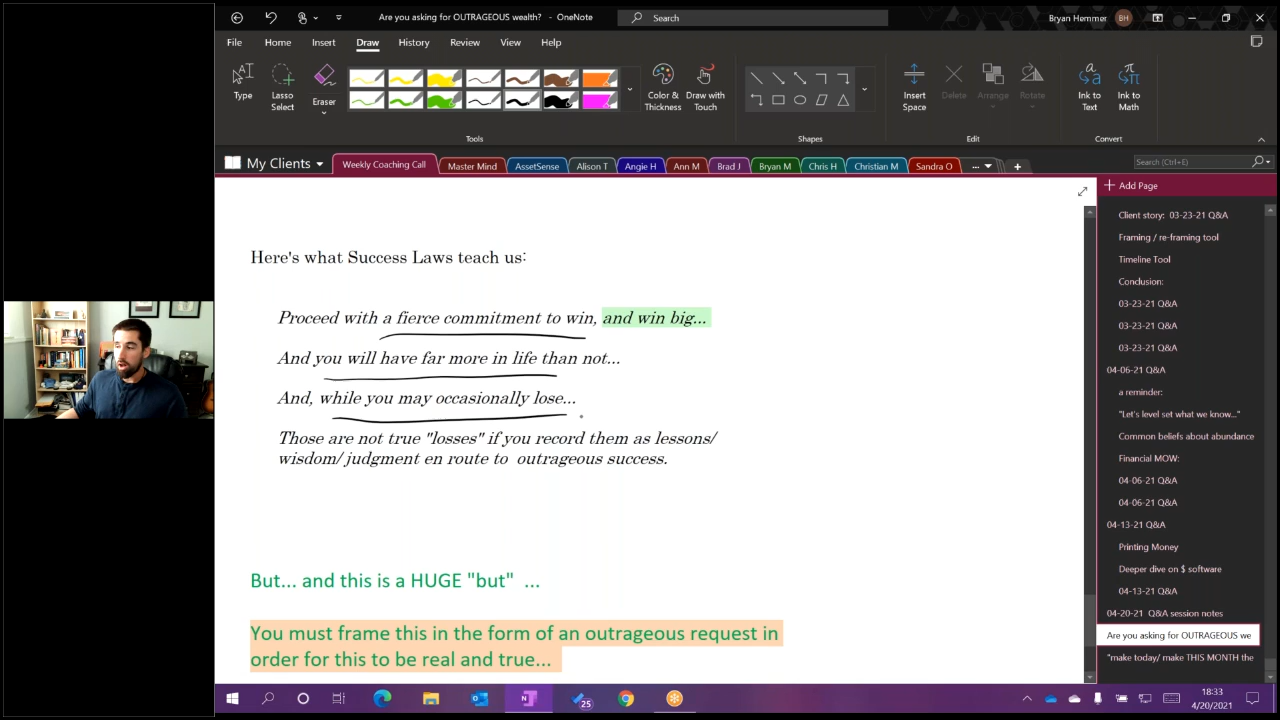 Are you asking for OUTRAGEOUS wealth? - OneNote
Search
Bryan Hemmer
BH
File Home Insert Draw History Review View Help
Type
Lasso Select
Eraser
Color & Thickness
Draw with Touch
Insert Space
Delete
Arrange
Rotate
Ink to Text
Ink to Math
Tools Shapes Edit Convert
My Clients Weekly Coaching Call Master Mind AssetSense Alison T Angie H Ann M Brad J Bryan M Chris H Christian M Sandra O ... Search (Ctrl+E)
Add Page
Here's what Success Laws teach us:
Proceed with a fierce commitment to win, and win big...
And you will have far more in life than not...
And, while you may occasionally lose...
Those are not true "losses" if you record them as lessons/
wisdom/ judgment en route to outrageous success.
But... and this is a HUGE "but" ...
You must frame this in the form of an outrageous request in
order for this to be real and true...
Client story: 03-23-21 Q&A
Framing / re-framing tool
Timeline Tool
Conclusion:
03-23-21 Q&A
03-23-21 Q&A
03-23-21 Q&A
04-06-21 Q&A
a reminder:
"Let's level set what we know..."
Common beliefs about abundance
Financial MOW:
04-06-21 Q&A
04-06-21 Q&A
04-13-21 Q&A
Printing Money
Deeper dive on $ software
04-13-21 Q&A
04-20-21 Q&A session notes
Are you asking for OUTRAGEOUS we
"make today/ make THIS MONTH the
25
18:33
4/20/2021